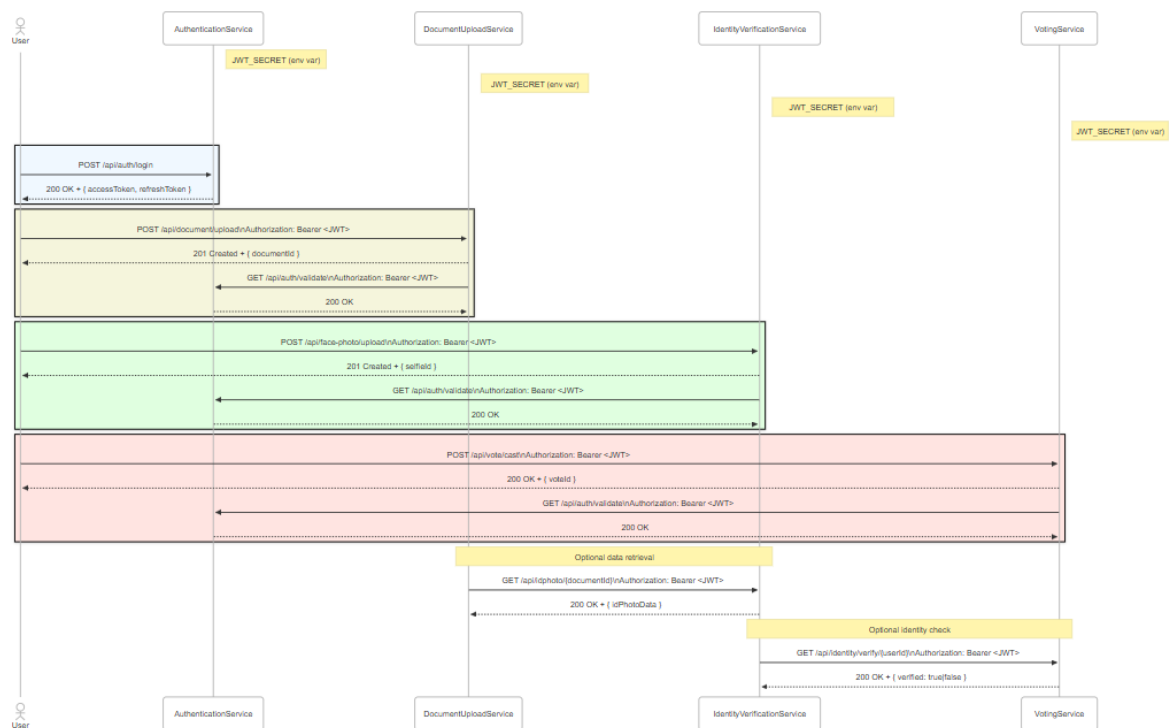 User
AuthenticationService
DocumentUploadService
IdentityVerificationService
VotingService
JWT_SECRET (env var)
JWT_SECRET (env var)
JWT_SECRET (env var)
JWT_SECRET (env var)
POST /api/auth/login
200 OK + { accessToken, refreshToken }
POST /api/document/upload\nAuthorization: Bearer <JWT>
201 Created + { documentId }
GET /api/auth/validate\nAuthorization: Bearer <JWT>
200 OK
POST /api/face-photo/upload\nAuthorization: Bearer <JWT>
201 Created + { selfieId }
GET /api/auth/validate\nAuthorization: Bearer <JWT>
200 OK
POST /api/vote/cast\nAuthorization: Bearer <JWT>
200 OK + { voteId }
GET /api/auth/validate\nAuthorization: Bearer <JWT>
200 OK
Optional data retrieval
GET /api/idphoto/{documentId}\nAuthorization: Bearer <JWT>
200 OK + { idPhotoData }
Optional identity check
GET /api/identity/verify/{userId}\nAuthorization: Bearer <JWT>
200 OK + { verified: true|false }
User
AuthenticationService
DocumentUploadService
IdentityVerificationService
VotingService